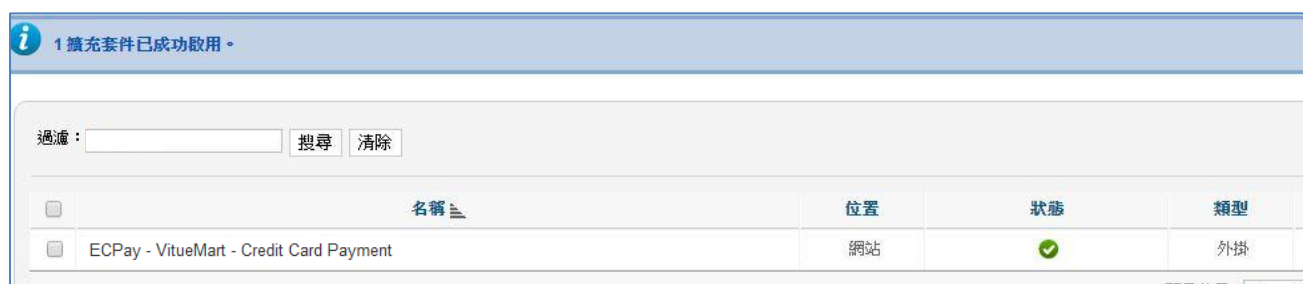 1 擴充套件已成功啟用。
過濾：
搜尋 清除
名稱 位置 狀態 類型
ECPay - VitueMart - Credit Card Payment 網站 外掛